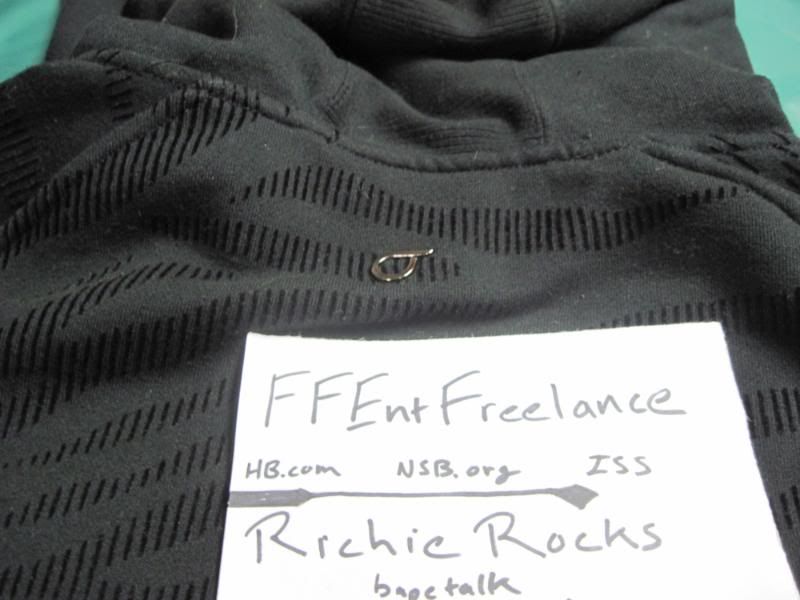 FFEntFreelance
HB.com NSB.org ISS
Richie Rocks
bapetalk